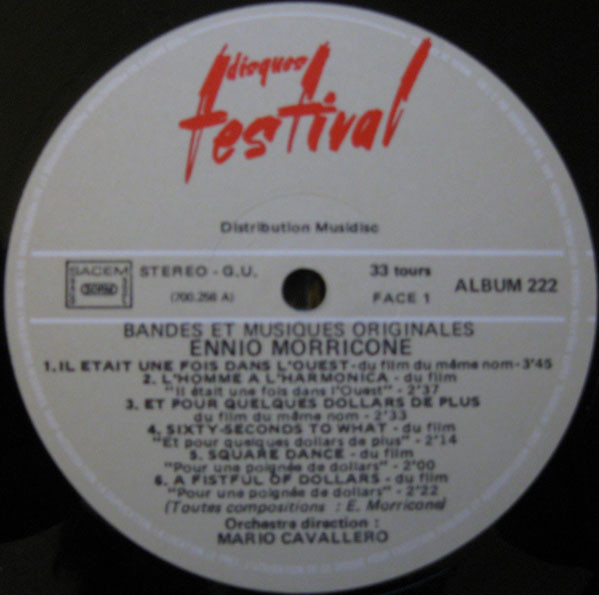 disques
festival
Distribution Musidisc
SACEM
STEREO - G.U.
33 tours
ALBUM 222
(700.256 A)
FACE 1
BANDES ET MUSIQUES ORIGINALES
ENNIO MORRICONE
1. IL ETAIT UNE FOIS DANS L'OUEST - du film du même nom - 3'45
2. L'HOMME A L'HARMONICA - du film
"Il était une fois dans l'Ouest" - 2'37
3. ET POUR QUELQUES DOLLARS DE PLUS
du film du même nom - 2'33
4. SIXTY-SECONDS TO WHAT - du film
"Et pour quelques dollars de plus" - 2'14
5. SQUARE DANCE - du film
"Pour une poignée de dollars" - 2'00
6. A FISTFUL OF DOLLARS - du film
"Pour une poignée de dollars" - 2'22
(Toutes compositions : E. Morricone)
Orchestre direction :
MARIO CAVALLERO